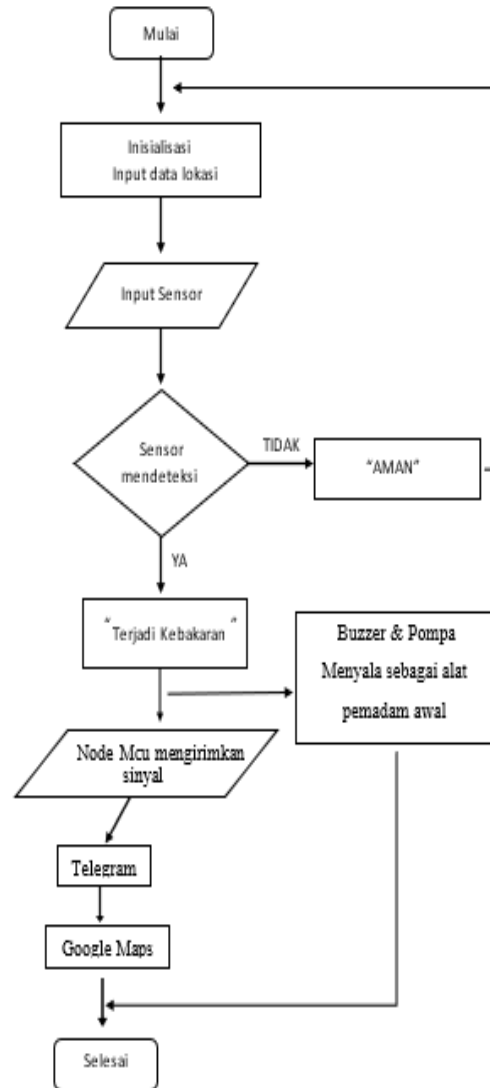 Mulai
Inisialisasi
Input data lokasi
Input Sensor
Sensor
mendeteksi
TIDAK
"AMAN"
YA
"Terjadi Kebakaran"
Buzzer & Pompa
Menyala sebagai alat
pemadam awal
Node Mcu mengirimkan
sinyal
Telegram
Google Maps
Selesai